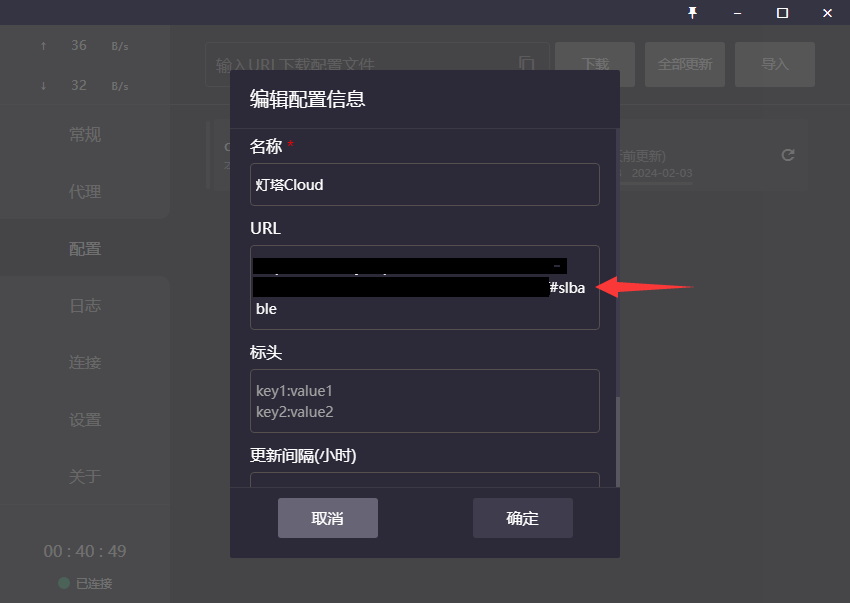 ↑ 36 B/s
↓ 32 B/s
输入URL下载配置文件
下载
全部更新
导入
常规
代理
配置
日志
连接
设置
关于
00 : 40 : 49
已连接
前更新)
2024-02-03
编辑配置信息
名称 *
灯塔Cloud
URL
#slba
ble
标头
key1:value1
key2:value2
更新间隔(小时)
取消
确定